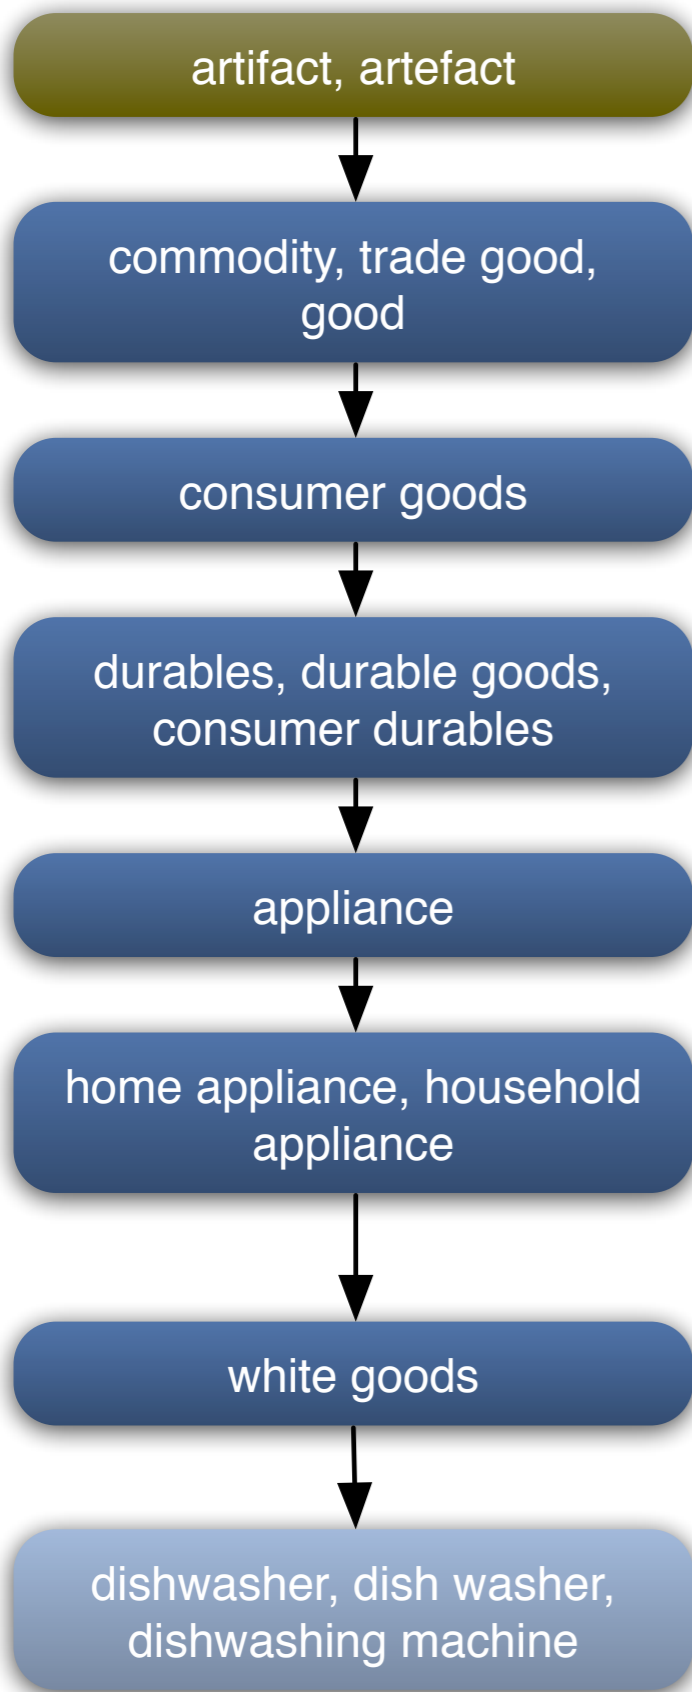 artifact, artefact
commodity, trade good,
good
consumer goods
durables, durable goods,
consumer durables
appliance
home appliance, household
appliance
white goods
dishwasher, dish washer,
dishwashing machine